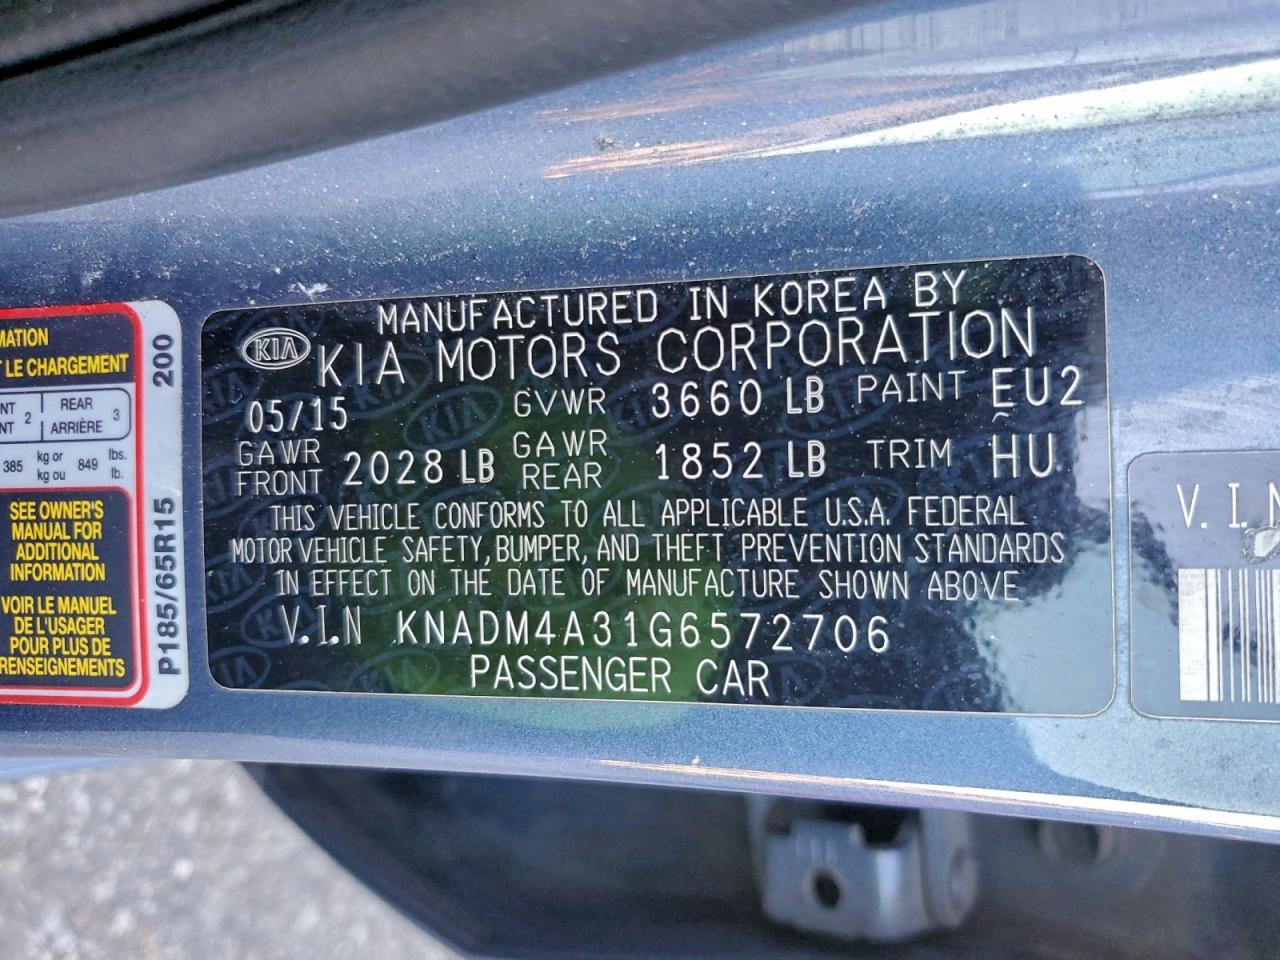 MATION
T LE CHARGEMENT
NT 2 REAR 3
NT ARRIÈRE
385 kg or 849 lbs.
kg ou lb.
SEE OWNER'S
MANUAL FOR
ADDITIONAL
INFORMATION
VOIR LE MANUEL
DE L'USAGER
POUR PLUS DE
RENSEIGNEMENTS
P185/65R15 200
MANUFACTURED IN KOREA BY
KIA KIA MOTORS CORPORATION
05/15 GVWR 3660 LB PAINT EU2
GAWR FRONT 2028 LB GAWR REAR 1852 LB TRIM HU
THIS VEHICLE CONFORMS TO ALL APPLICABLE U.S.A. FEDERAL
MOTOR VEHICLE SAFETY, BUMPER, AND THEFT PREVENTION STANDARDS
IN EFFECT ON THE DATE OF MANUFACTURE SHOWN ABOVE
V.I.N KNADM4A31G6572706
PASSENGER CAR
V.I.N